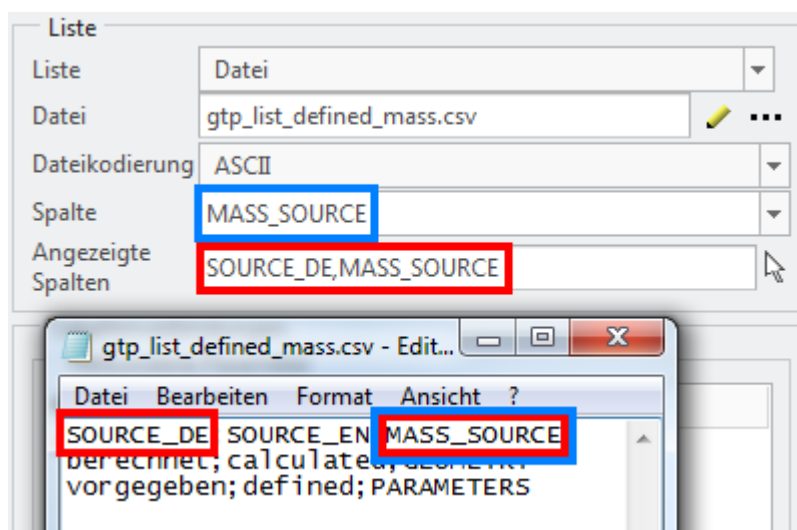 Liste
Liste Datei
Datei gtp_list_defined_mass.csv
Dateikodierung ASCII
Spalte MASS_SOURCE
Angezeigte
Spalten SOURCE_DE,MASS_SOURCE
gtp_list_defined_mass.csv - Edit...
Datei Bearbeiten Format Ansicht ?
SOURCE_DE SOURCE_EN MASS_SOURCE
berechnet;calculated;GEOMETRY
vorgegeben;defined;PARAMETERS